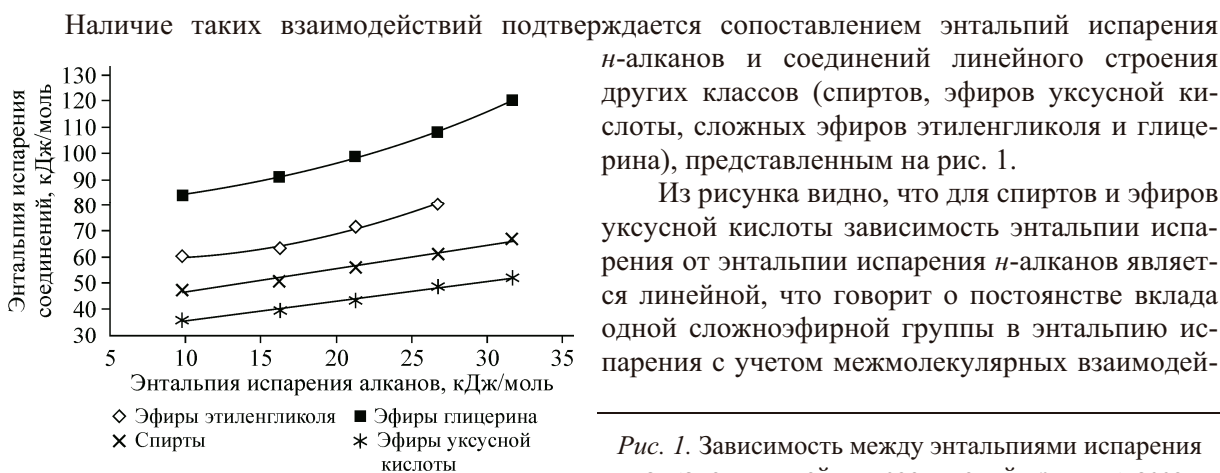 Наличие таких взаимодействий подтверждается сопоставлением энтальпий испарения
н-алканов и соединений линейного строения
других классов (спиртов, эфиров уксусной ки-
слоты, сложных эфиров этиленгликоля и глице-
рина), представленным на рис. 1.
Из рисунка видно, что для спиртов и эфиров
уксусной кислоты зависимость энтальпии испа-
рения от энтальпии испарения н-алканов являет-
ся линейной, что говорит о постоянстве вклада
одной сложноэфирной группы в энтальпию ис-
парения с учетом межмолекулярных взаимодей-
Энтальпия испарения
соединений, кДж/моль
130
120
110
100
90
80
70
60
50
40
30
5 10 15 20 25 30 35
Энтальпия испарения алканов, кДж/моль
Эфиры этиленгликоля Эфиры глицерина
Спирты Эфиры уксусной
кислоты
Рис. 1. Зависимость между энтальпиями испарения